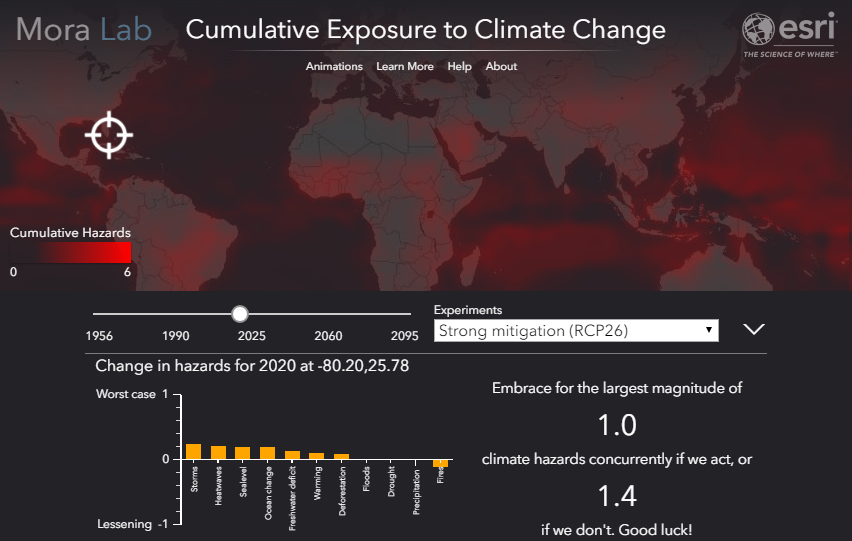 Mora Lab
Cumulative Exposure to Climate Change
esri
THE SCIENCE OF WHERE™
Animations Learn More Help About
Cumulative Hazards
0 6
1956 1990 2025 2060 2095
Experiments
Strong mitigation (RCP26)
Change in hazards for 2020 at -80.20,25.78
Worst case 1
0
Lessening -1
Storms
Heatwaves
Sealevel
Ocean change
Freshwater deficit
Warming
Deforestation
Floods
Drought
Precipitation
Fires
Embrace for the largest magnitude of
1.0
climate hazards concurrently if we act, or
1.4
if we don't. Good luck!